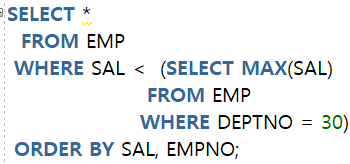 SELECT *
FROM EMP
WHERE SAL < (SELECT MAX(SAL)
FROM EMP
WHERE DEPTNO = 30)
ORDER BY SAL, EMPNO;